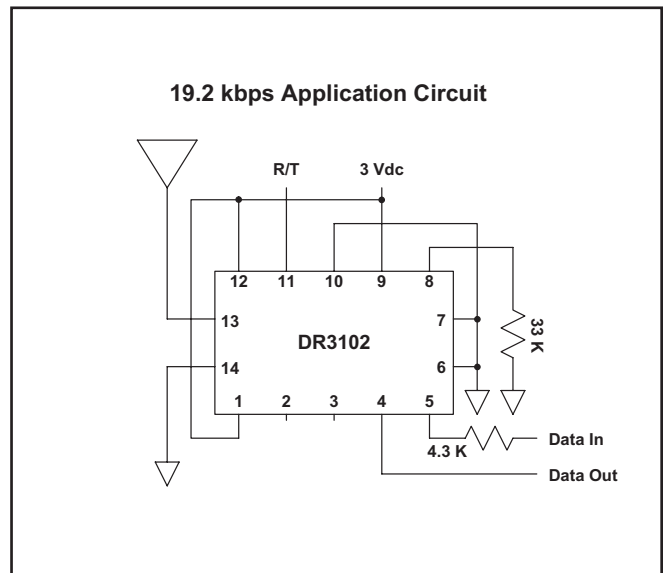 19.2 kbps Application Circuit
R/T 3 Vdc
12 11 10 9 8
13 7 33 K
DR3102
14 6
1 2 3 4 5
4.3 K Data In
Data Out